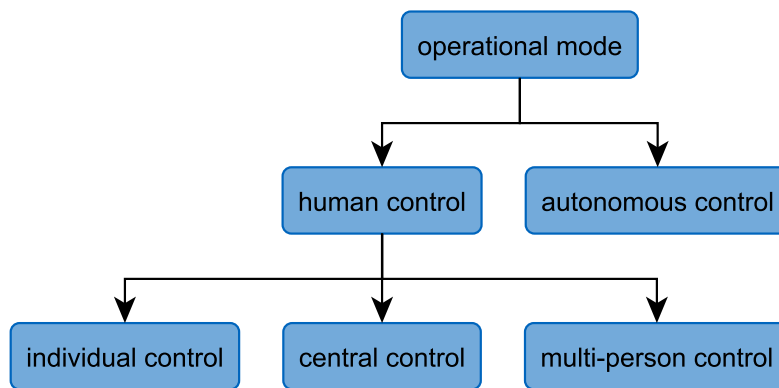 operational mode
human control
autonomous control
individual control
central control
multi-person control